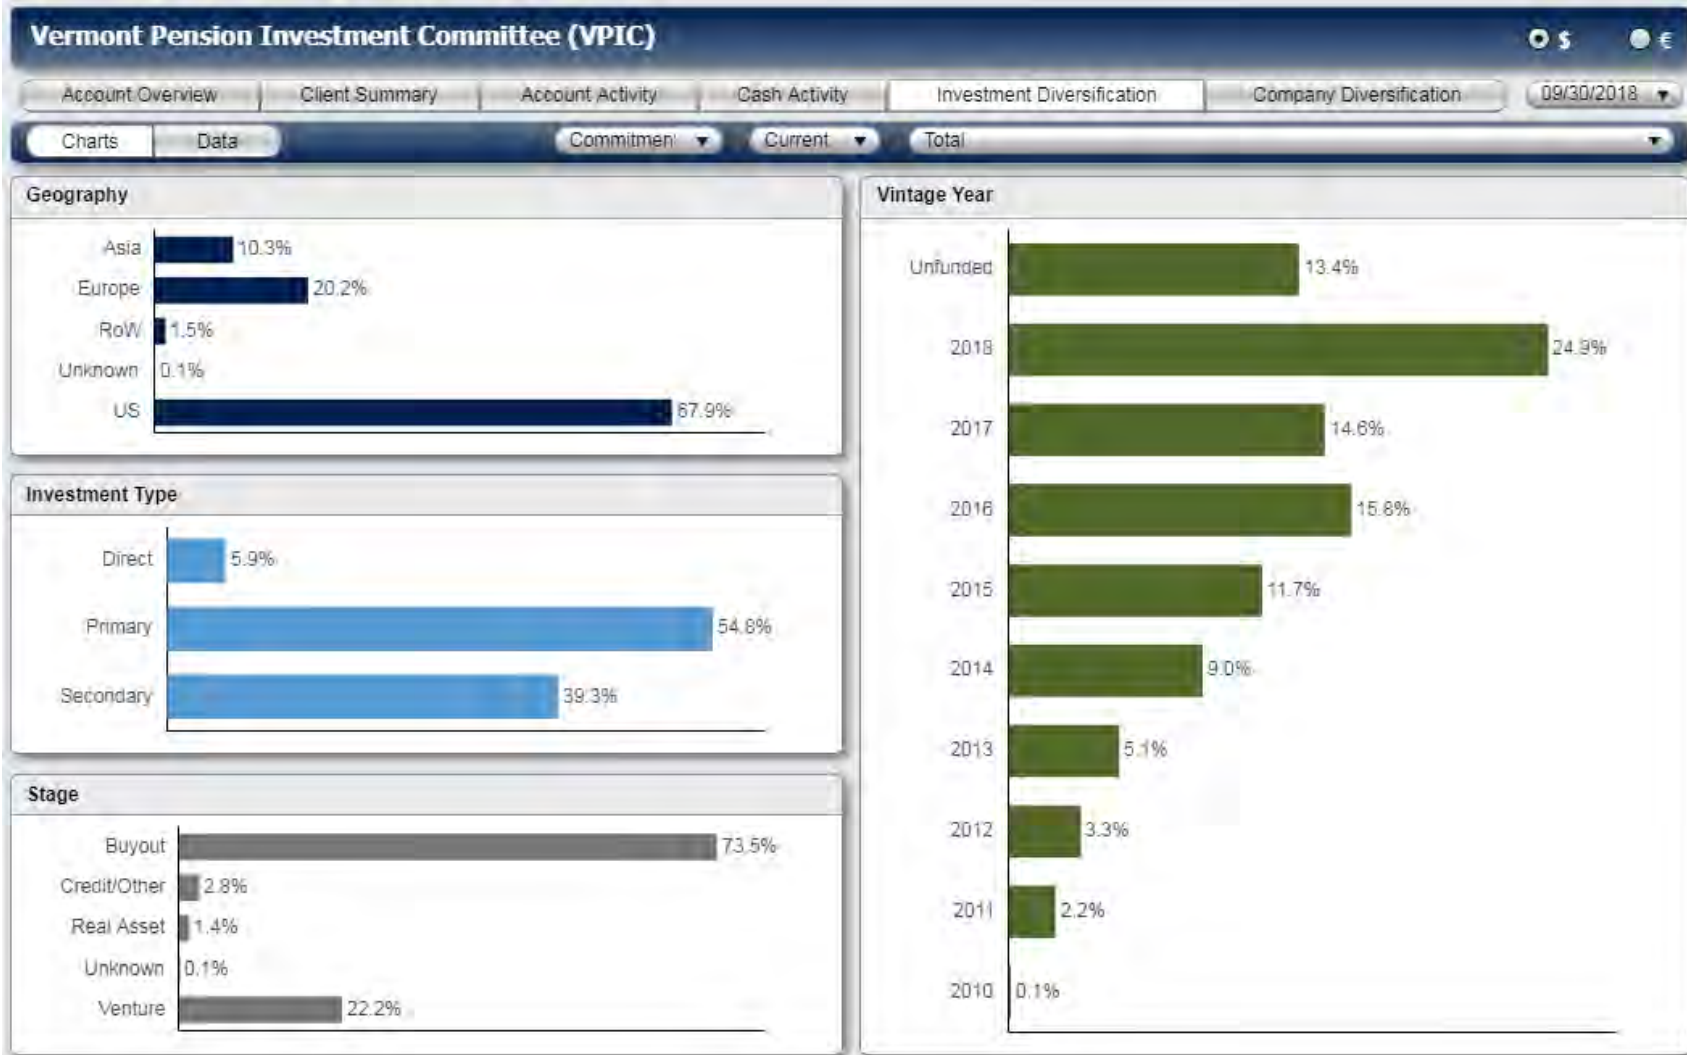 Vermont Pension Investment Committee (VPIC)
$ €
Account Overview Client Summary Account Activity Cash Activity Investment Diversification Company Diversification 09/30/2018
Charts Data Commitmen Current Total
Geography
Asia 10.3%
Europe 20.2%
RoW 1.5%
Unknown 0.1%
US 67.9%
Investment Type
Direct 5.9%
Primary 54.8%
Secondary 39.3%
Stage
Buyout 73.5%
Credit/Other 2.8%
Real Asset 1.4%
Unknown 0.1%
Venture 22.2%
Vintage Year
Unfunded 13.4%
2018 24.9%
2017 14.6%
2016 15.8%
2015 11.7%
2014 9.0%
2013 5.1%
2012 3.3%
2011 2.2%
2010 0.1%